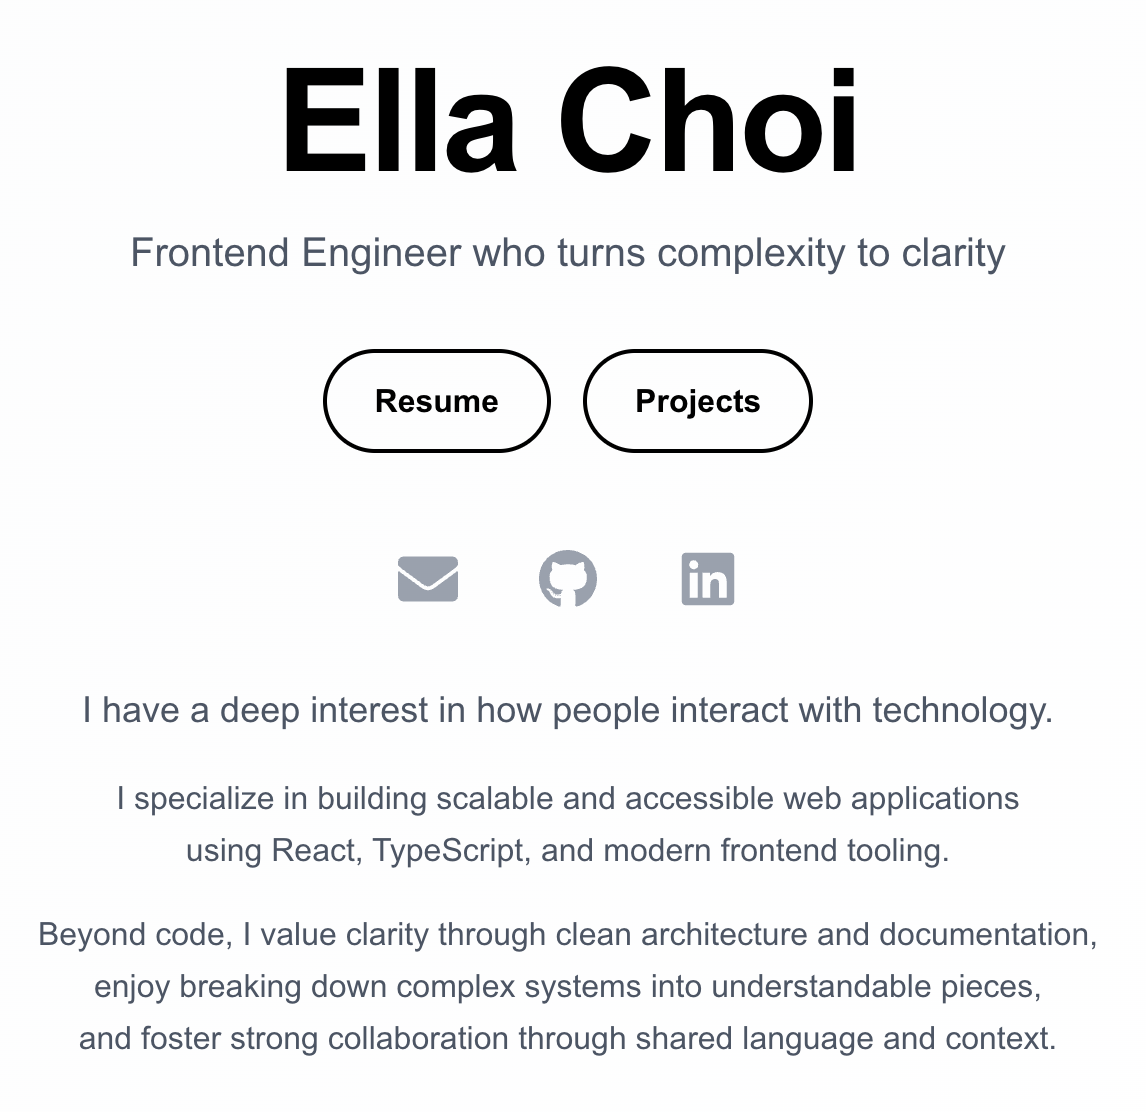 Ella Choi
Frontend Engineer who turns complexity to clarity
Resume
Projects
in
I have a deep interest in how people interact with technology.
I specialize in building scalable and accessible web applications
using React, TypeScript, and modern frontend tooling.
Beyond code, I value clarity through clean architecture and documentation,
enjoy breaking down complex systems into understandable pieces,
and foster strong collaboration through shared language and context.